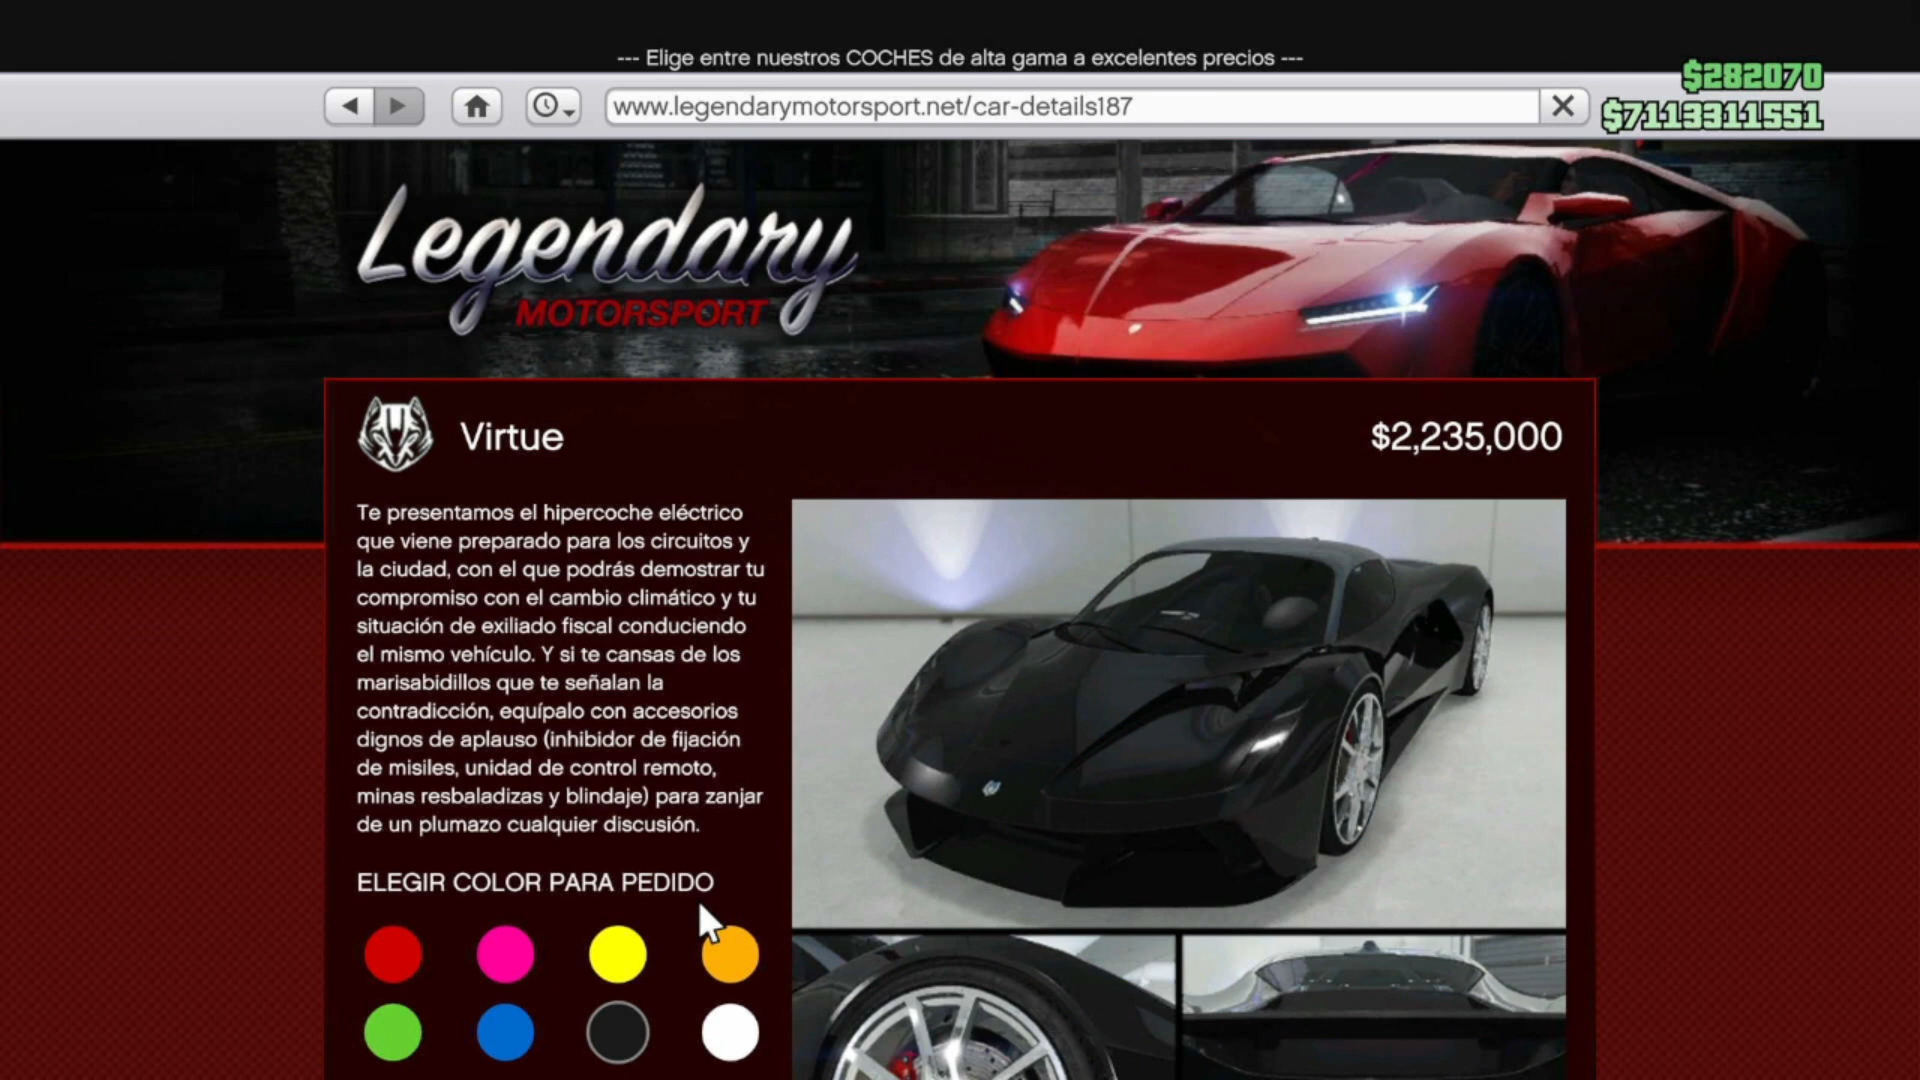 --- Elige entre nuestros COCHES de alta gama a excelentes precios ---
$282070
www.legendarymotorsport.net/car-details187
$7113311551
Legendary
MOTORSPORT
Virtue
$2,235,000
Te presentamos el hipercoche eléctrico
que viene preparado para los circuitos y
la ciudad, con el que podrás demostrar tu
compromiso con el cambio climático y tu
situación de exiliado fiscal conduciendo
el mismo vehículo. Y si te cansas de los
marisabidillos que te señalan la
contradicción, equípalo con accesorios
dignos de aplauso (inhibidor de fijación
de misiles, unidad de control remoto,
minas resbaladizas y blindaje) para zanjar
de un plumazo cualquier discusión.
ELEGIR COLOR PARA PEDIDO